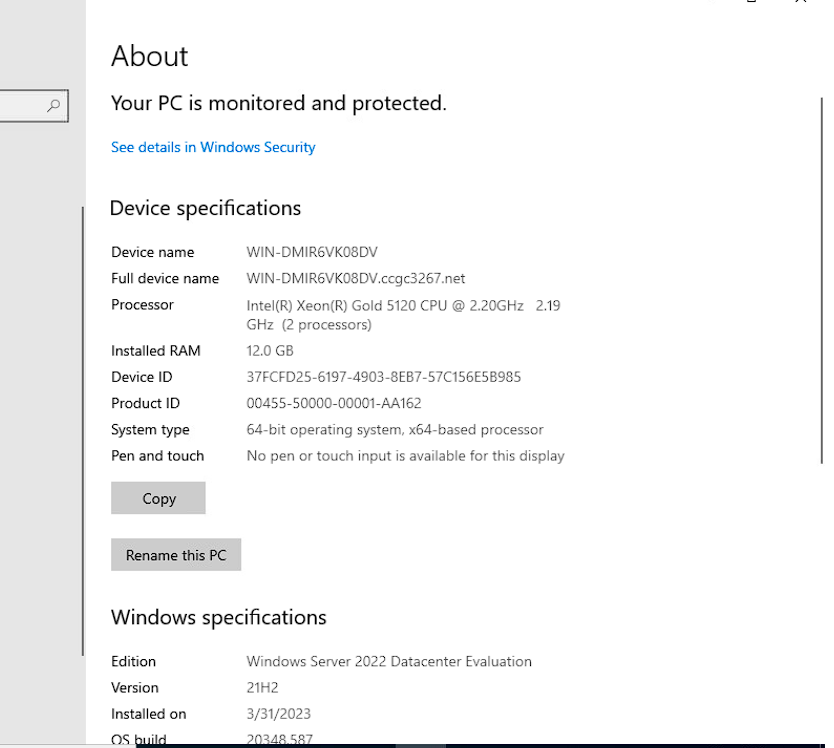 About
Your PC is monitored and protected.
See details in Windows Security
Device specifications
Device name WIN-DMIR6VK08DV
Full device name WIN-DMIR6VK08DV.ccgc3267.net
Processor Intel(R) Xeon(R) Gold 5120 CPU @ 2.20GHz 2.19
GHz (2 processors)
Installed RAM 12.0 GB
Device ID 37FCFD25-6197-4903-8EB7-57C156E5B985
Product ID 00455-50000-00001-AA162
System type 64-bit operating system, x64-based processor
Pen and touch No pen or touch input is available for this display
Copy
Rename this PC
Windows specifications
Edition Windows Server 2022 Datacenter Evaluation
Version 21H2
Installed on 3/31/2023
OS build 20348.587